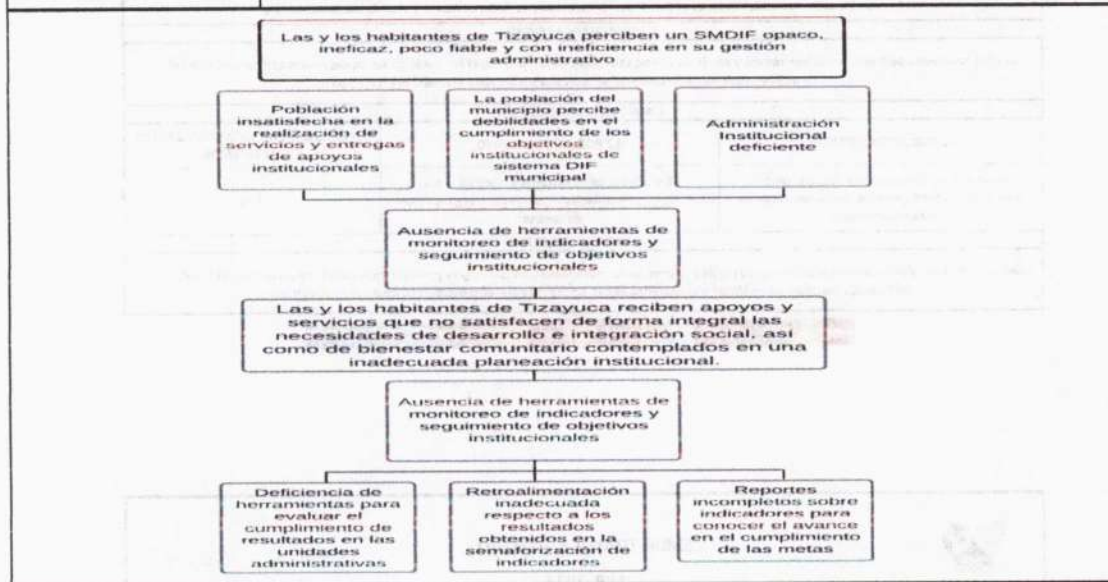 Las y los habitantes de Tizayuca perciben un SMDIF opaco,
ineficaz, poco fiable y con ineficiencia en su gestión
administrativo
Población
insatisfecha en la
realización de
servicios y entregas
de apoyos
institucionales
La población del
municipio percibe
debilidades en el
cumplimiento de los
objetivos
institucionales de
sistema DIF
municipal
Administración
Institucional
deficiente
Ausencia de herramientas de
monitoreo de indicadores y
seguimiento de objetivos
institucionales
Las y los habitantes de Tizayuca reciben apoyos y
servicios que no satisfacen de forma integral las
necesidades de desarrollo e integración social, así
como de bienestar comunitario contemplados en una
inadecuada planeación institucional.
Ausencia de herramientas de
monitoreo de indicadores y
seguimiento de objetivos
institucionales
Deficiencia de
herramientas para
evaluar el
cumplimiento de
resultados en las
unidades
administrativas
Retroalimentación
inadecuada
respecto a los
resultados
obtenidos en la
semaforización de
indicadores
Reportes
incompletos sobre
indicadores para
conocer el avance
en el cumplimiento
de las metas